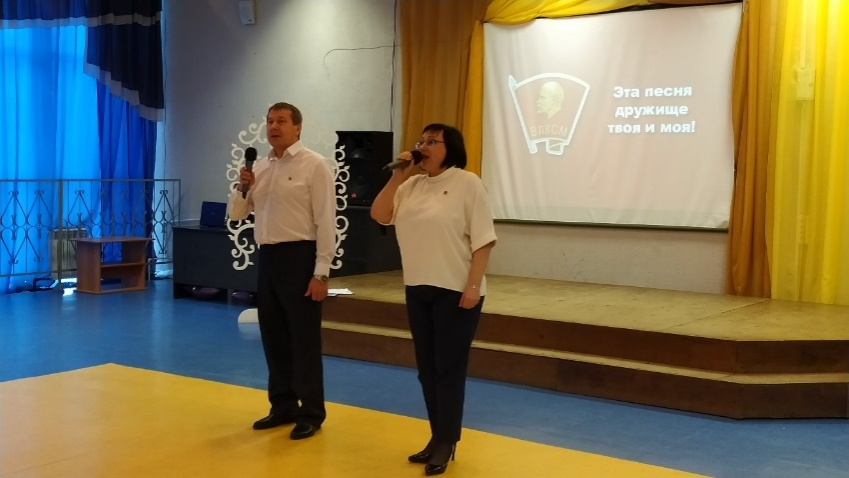 ВЛКСМ
Эта песня
дружище
твоя и моя!